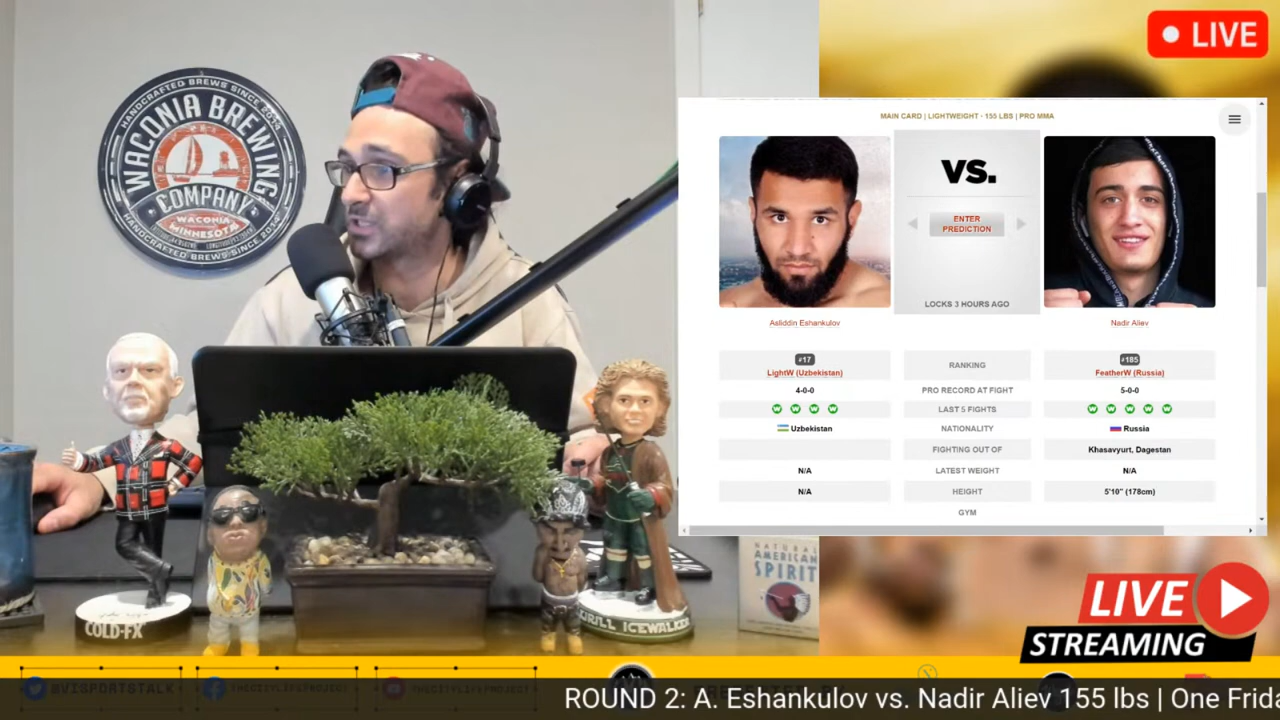 LIVE
HANDCRAFTED BREWS SINCE
WACONIA BREWING
COMPANY
WACONIA
MINNESOTA
HANDCRAFTED BREWS SINCE
MAIN CARD | LIGHTWEIGHT · 155 LBS | PRO MMA
VS.
ENTER
PREDICTION
LOCKS 3 HOURS AGO
Asliddin Eshankulov
Nadir Aliev
#17
LightW (Uzbekistan)
RANKING
#185
FeatherW (Russia)
4-0-0
PRO RECORD AT FIGHT
5-0-0
W W W W
LAST 5 FIGHTS
W W W W W
Uzbekistan
NATIONALITY
Russia
FIGHTING OUT OF
Khasavyurt, Dagestan
N/A
LATEST WEIGHT
N/A
N/A
HEIGHT
5'10" (178cm)
GYM
COLD-FX
ICEWALKER
NATURAL
AMERICAN
SPIRIT
LIVE
STREAMING
@VISPORTSTALK
THECITYLIFEPROJECT
THECITYLIFEPROJECT
ROUND 2: A. Eshankulov vs. Nadir Aliev 155 lbs | One Frida